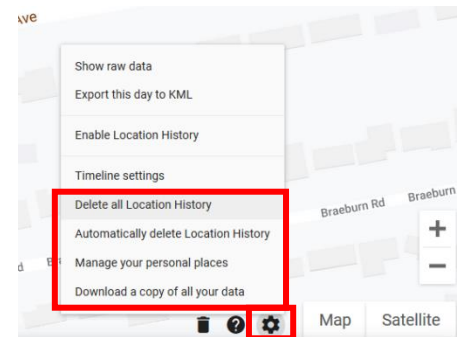 Ave
Show raw data
Export this day to KML
Enable Location History
Timeline settings
Delete all Location History
Automatically delete Location History
Manage your personal places
Download a copy of all your data
Braeburn Rd
Braeburn
+
−
?
Map
Satellite